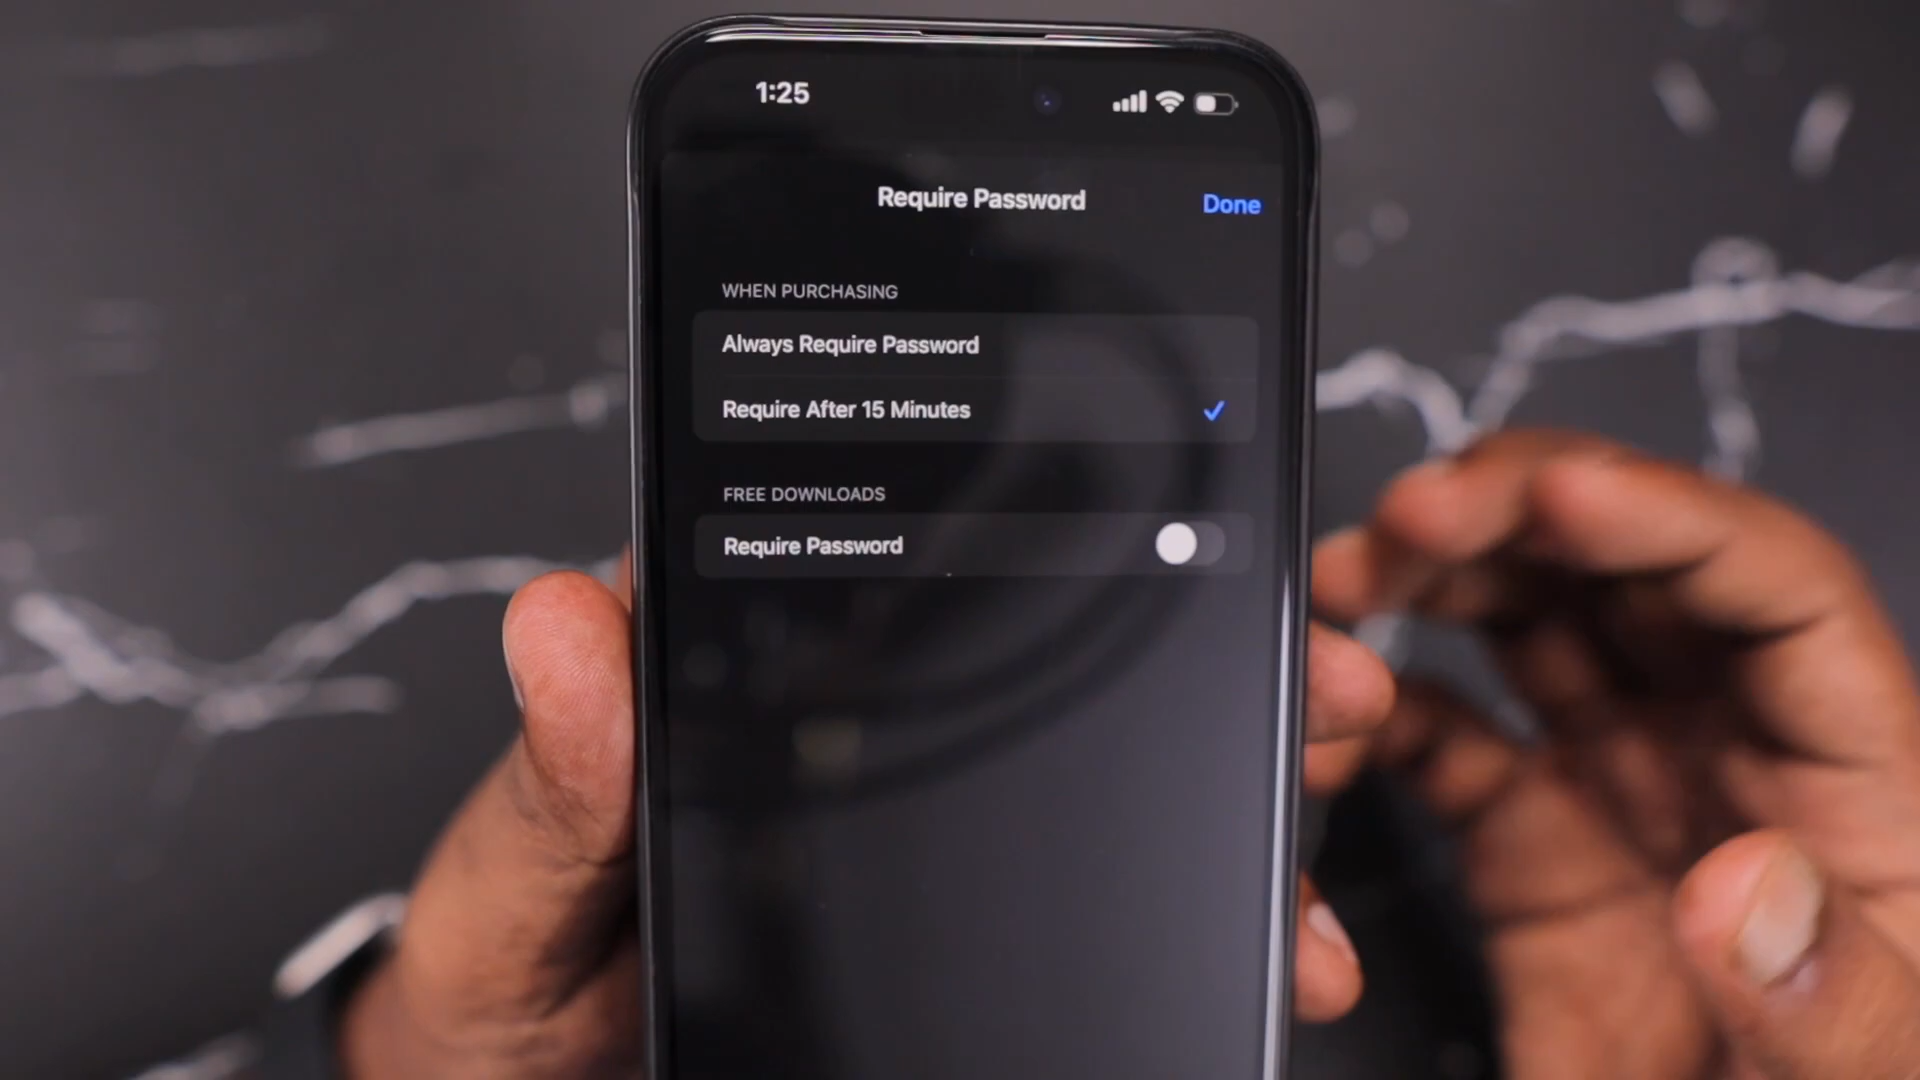 1:25
Require Password
Done
WHEN PURCHASING
Always Require Password
Require After 15 Minutes
FREE DOWNLOADS
Require Password